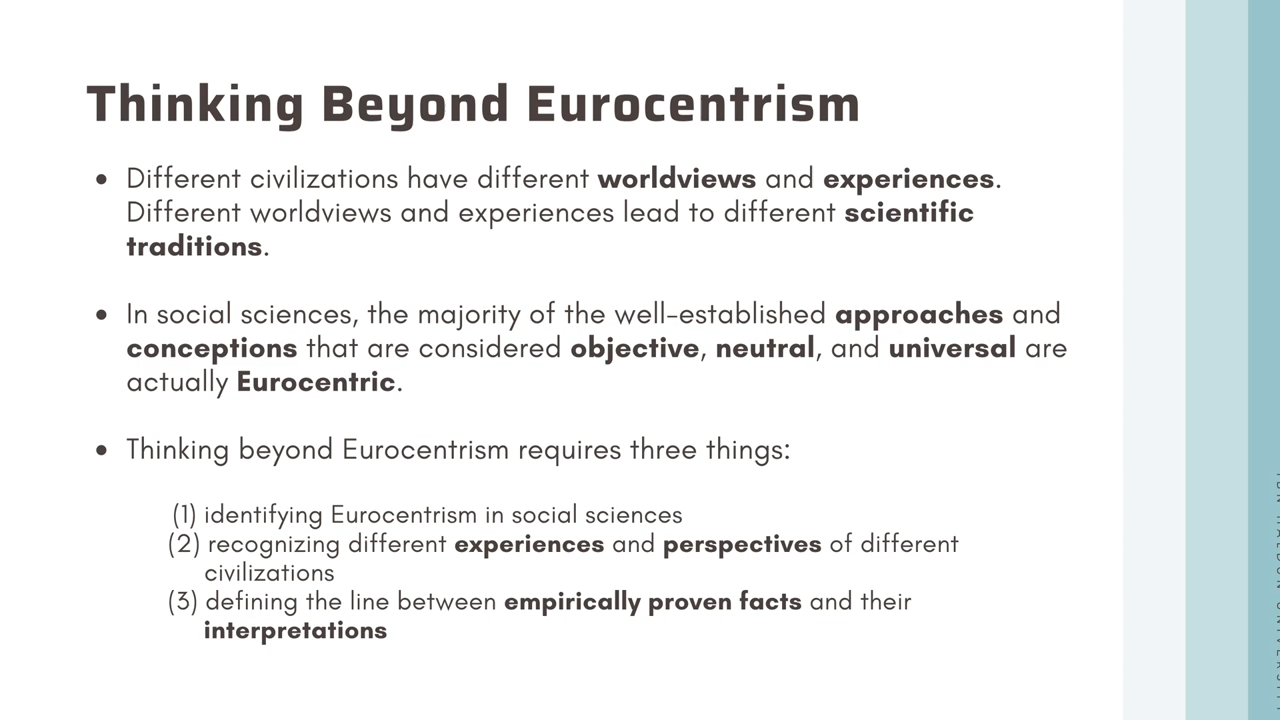 Thinking Beyond Eurocentrism
• Different civilizations have different worldviews and experiences.
Different worldviews and experiences lead to different scientific
traditions.
• In social sciences, the majority of the well-established approaches and
conceptions that are considered objective, neutral, and universal are
actually Eurocentric.
• Thinking beyond Eurocentrism requires three things:
(1) identifying Eurocentrism in social sciences
(2) recognizing different experiences and perspectives of different
civilizations
(3) defining the line between empirically proven facts and their
interpretations